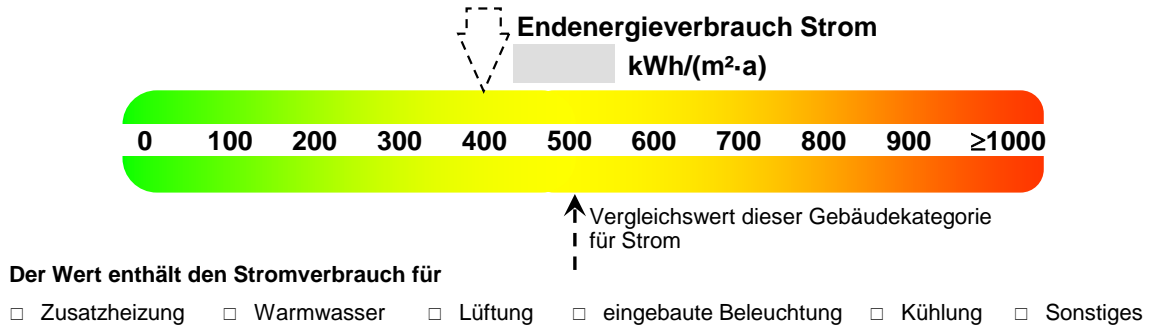 Endenergieverbrauch Strom
kWh/(m²·a)
0 100 200 300 400 500 600 700 800 900 ≥1000
Vergleichswert dieser Gebäudekategorie
für Strom
Der Wert enthält den Stromverbrauch für
□ Zusatzheizung □ Warmwasser □ Lüftung □ eingebaute Beleuchtung □ Kühlung □ Sonstiges